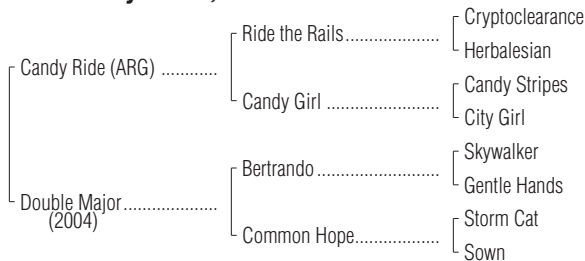 Cryptoclearance
Ride the Rails
Herbalesian
Candy Ride (ARG)
Candy Stripes
Candy Girl
City Girl
Skywalker
Bertrando
Gentle Hands
Double Major
(2004)
Storm Cat
Common Hope
Sown